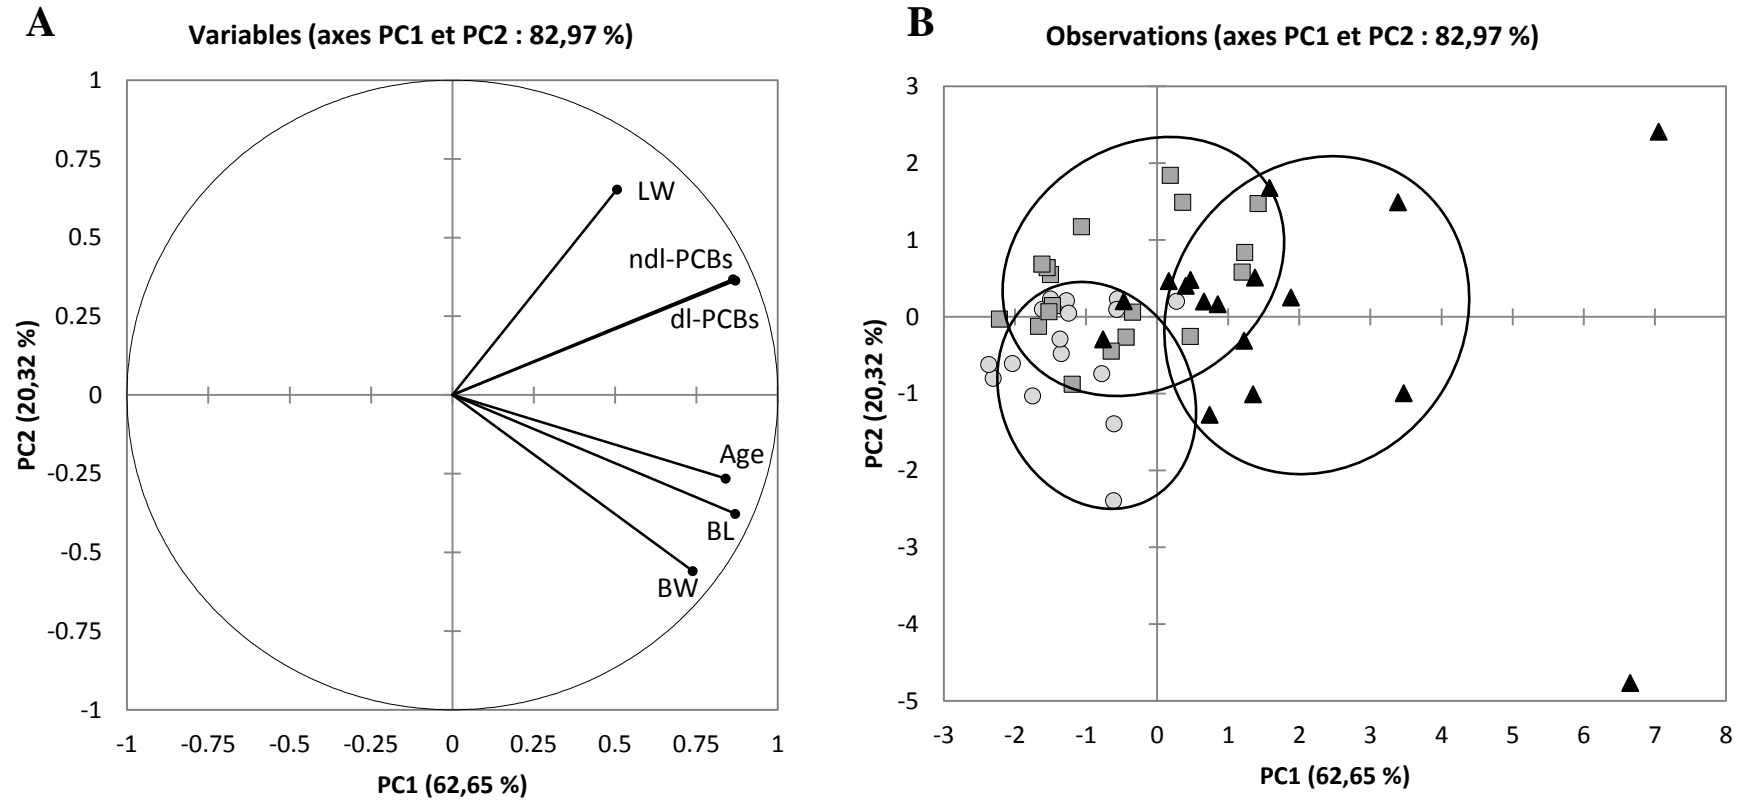 A
Variables (axes PC1 et PC2 : 82,97 %)
1
0.75
0.5
0.25
0
-0.25
-0.5
-0.75
-1
-1
-0.75
-0.5
-0.25
0
0.25
0.5
0.75
1
PC2 (20,32 %)
PC1 (62,65 %)
LW
ndl-PCBs
dl-PCBs
Age
BL
BW
B
Observations (axes PC1 et PC2 : 82,97 %)
3
2
1
0
-1
-2
-3
-4
-5
-3
-2
-1
0
1
2
3
4
5
6
7
8
PC2 (20,32 %)
PC1 (62,65 %)